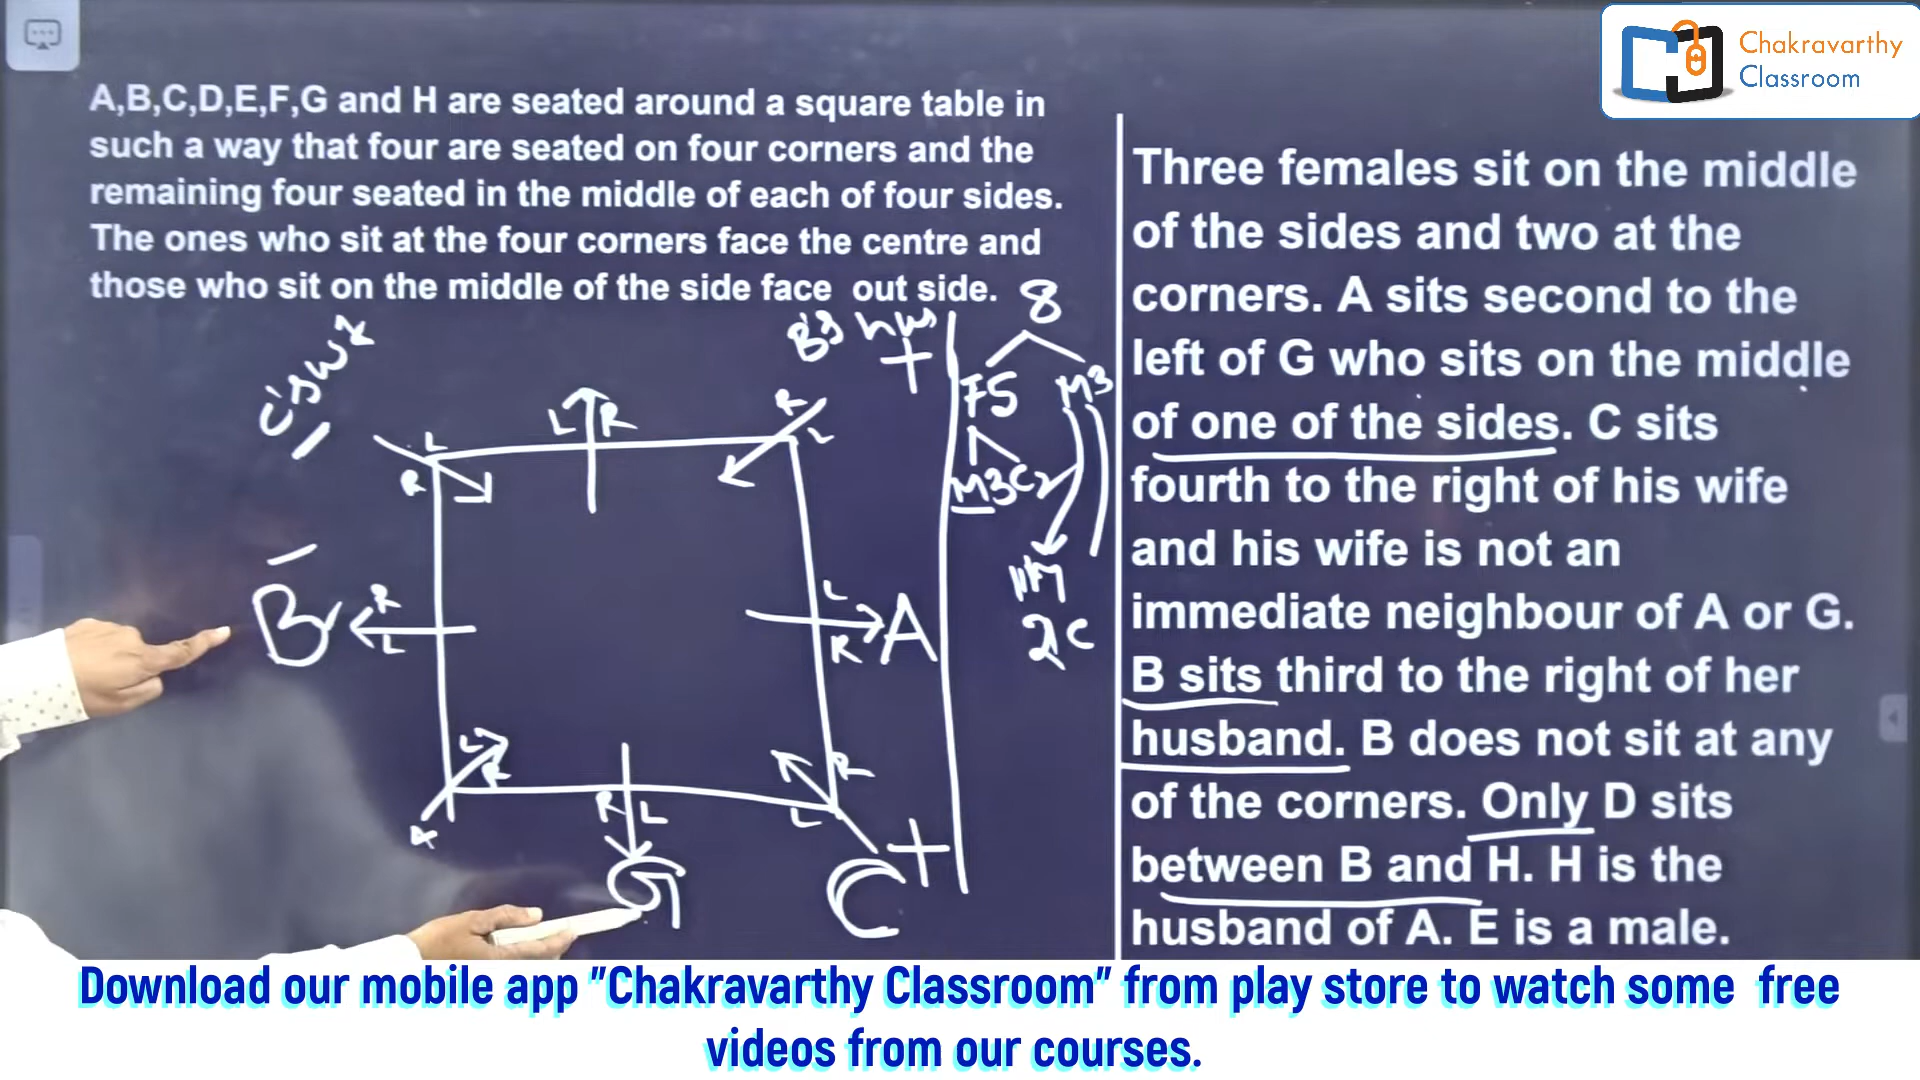 Chakravarthy
Classroom
A,B,C,D,E,F,G and H are seated around a square table in
such a way that four are seated on four corners and the
remaining four seated in the middle of each of four sides.
The ones who sit at the four corners face the centre and
those who sit on the middle of the side face out side.
8
B's
+
C's w x
F5 M3
L R
R
L
L
R
M3 C2
B
R
L
L
R
A
2C
L
R
R L
R
L
G
C
+
Three females sit on the middle
of the sides and two at the
corners. A sits second to the
left of G who sits on the middle
of one of the sides. C sits
fourth to the right of his wife
and his wife is not an
immediate neighbour of A or G.
B sits third to the right of her
husband. B does not sit at any
of the corners. Only D sits
between B and H. H is the
husband of A. E is a male.
Download our mobile app "Chakravarthy Classroom" from play store to watch some free
videos from our courses.